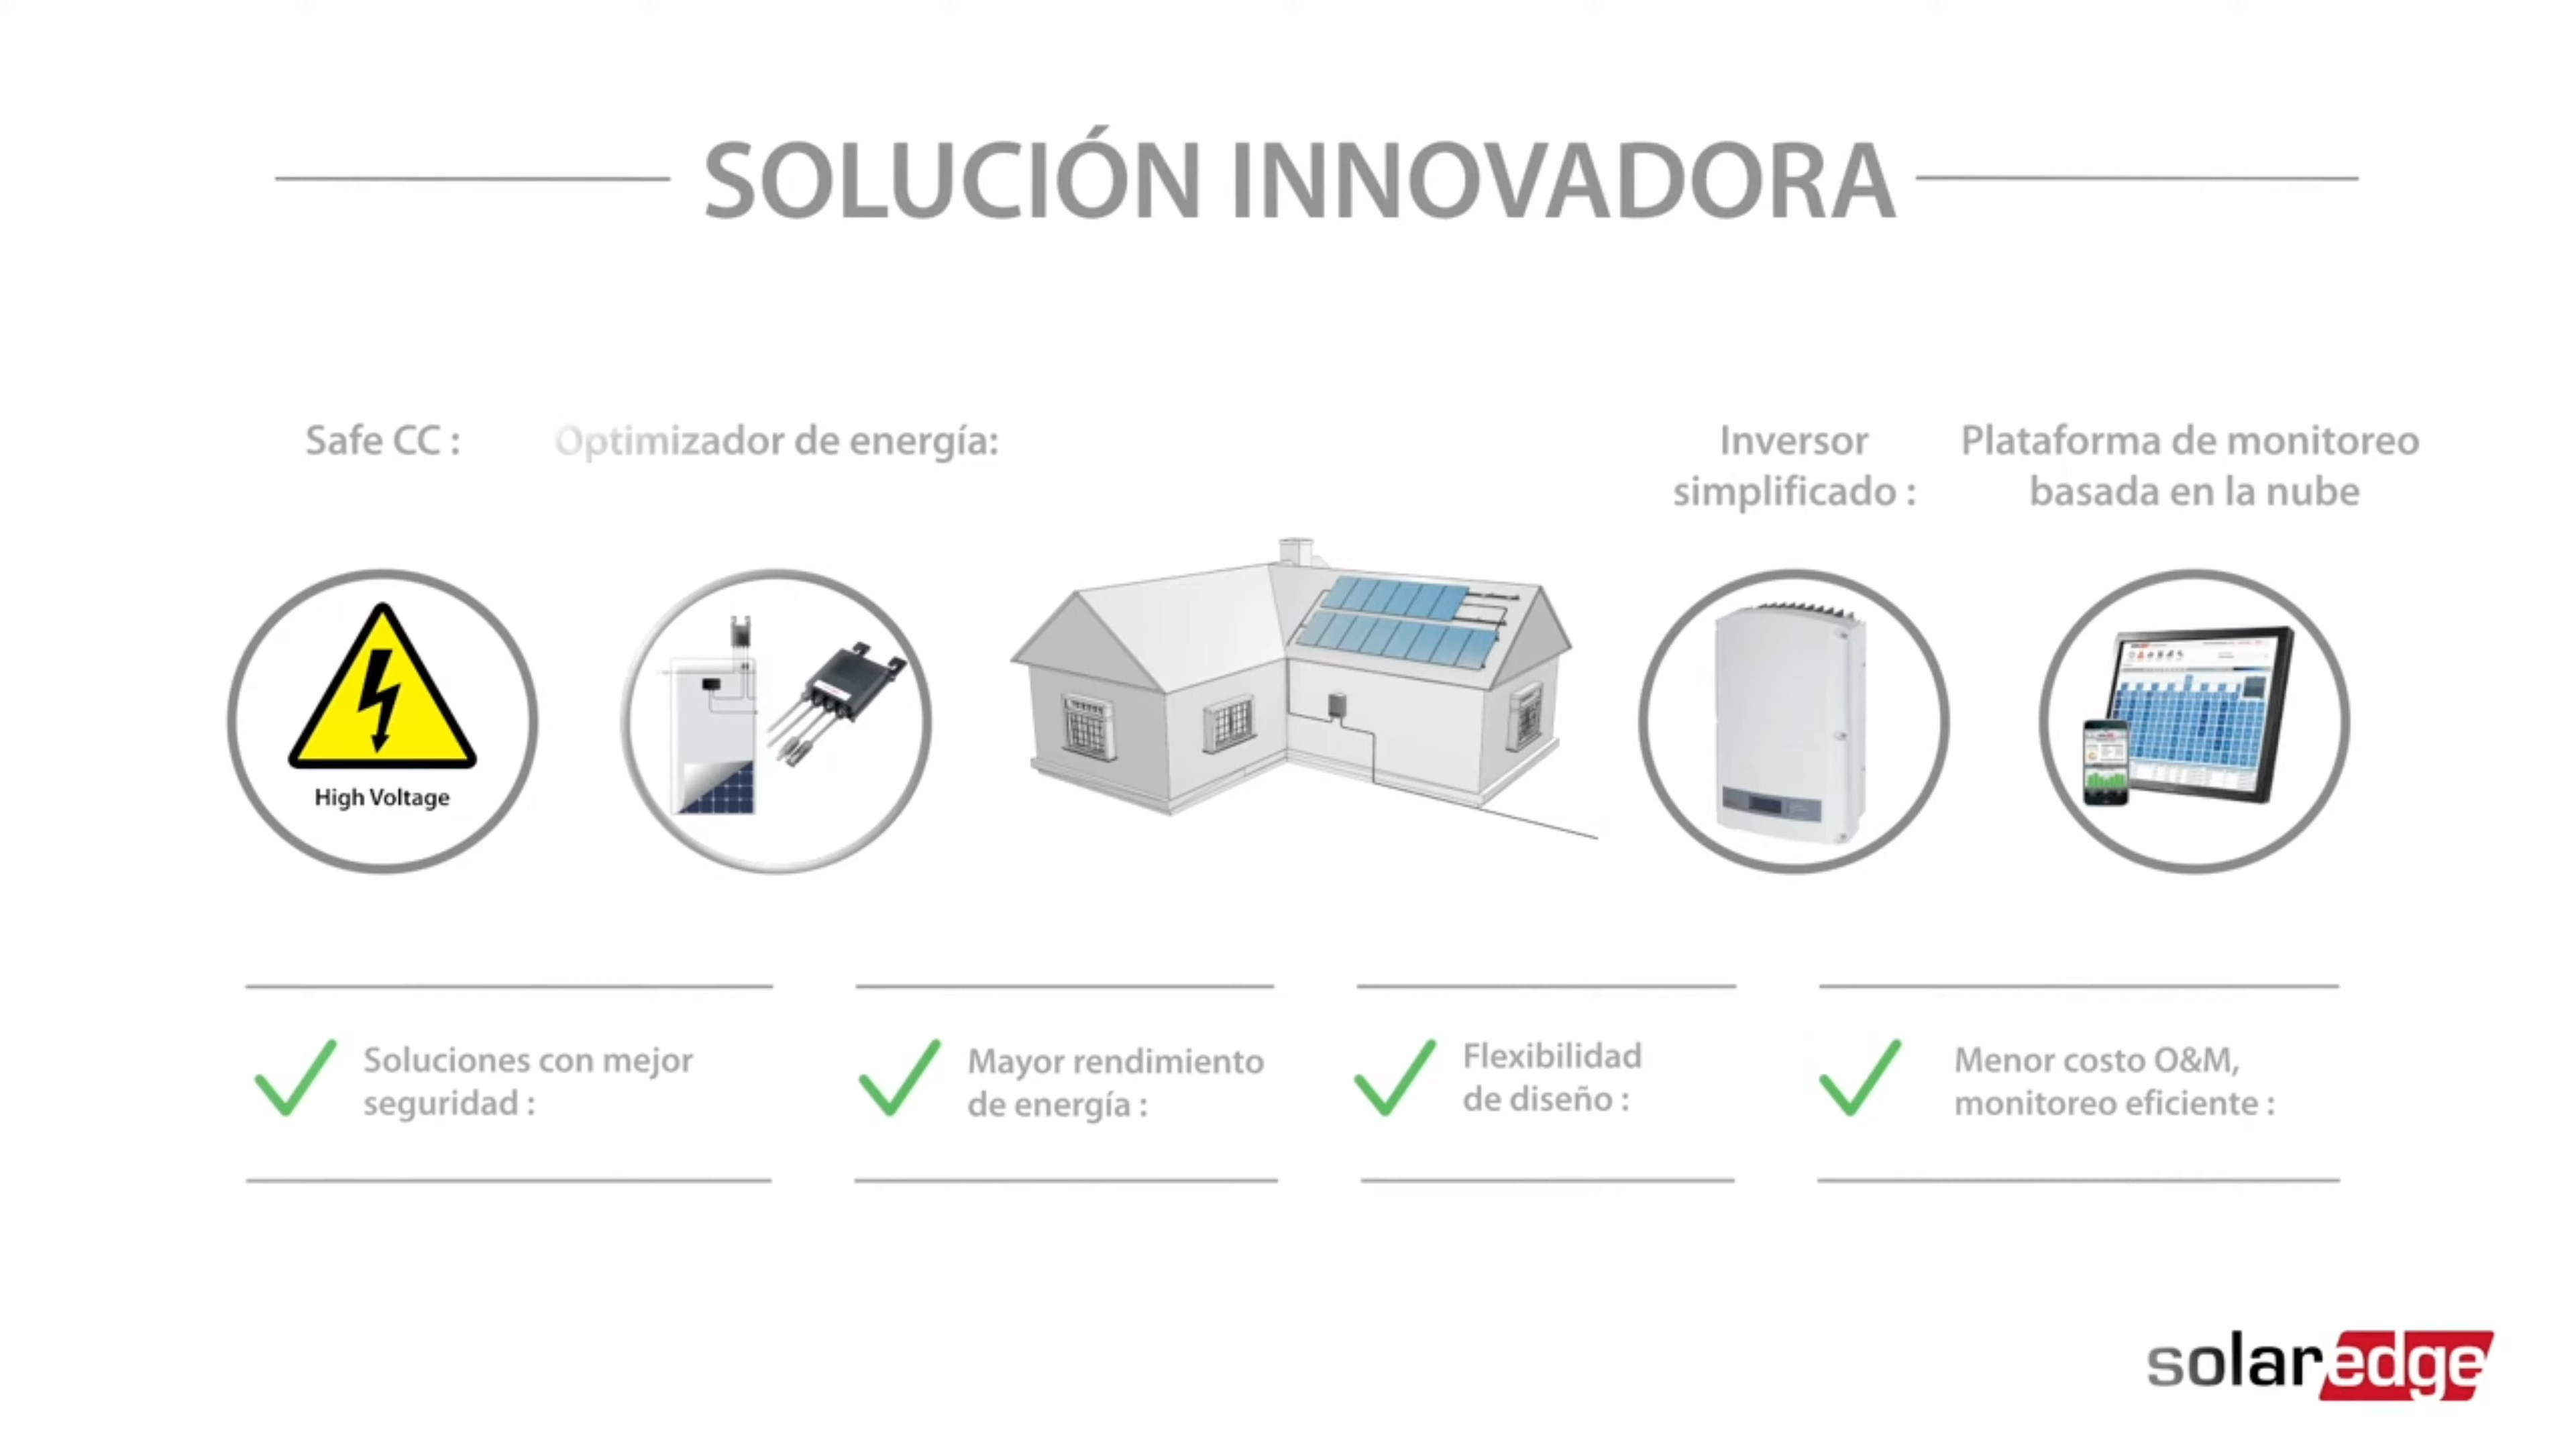 SOLUCIÓN INNOVADORA
Safe CC :
Optimizador de energía:
Inversor
simplificado :
Plataforma de monitoreo
basada en la nube
High Voltage
Soluciones con mejor
seguridad :
Mayor rendimiento
de energía :
Flexibilidad
de diseño :
Menor costo O&M,
monitoreo eficiente :
solaredge